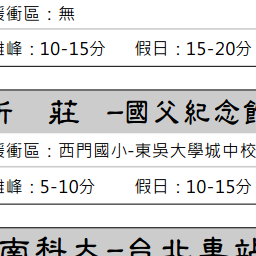 緩衝區：無
離峰：10-15分 假日：15-20分
新 莊 -國父紀念館
緩衝區：西門國小-東吳大學城中校
離峰：5-10分 假日：10-15分
南科大-台北車站